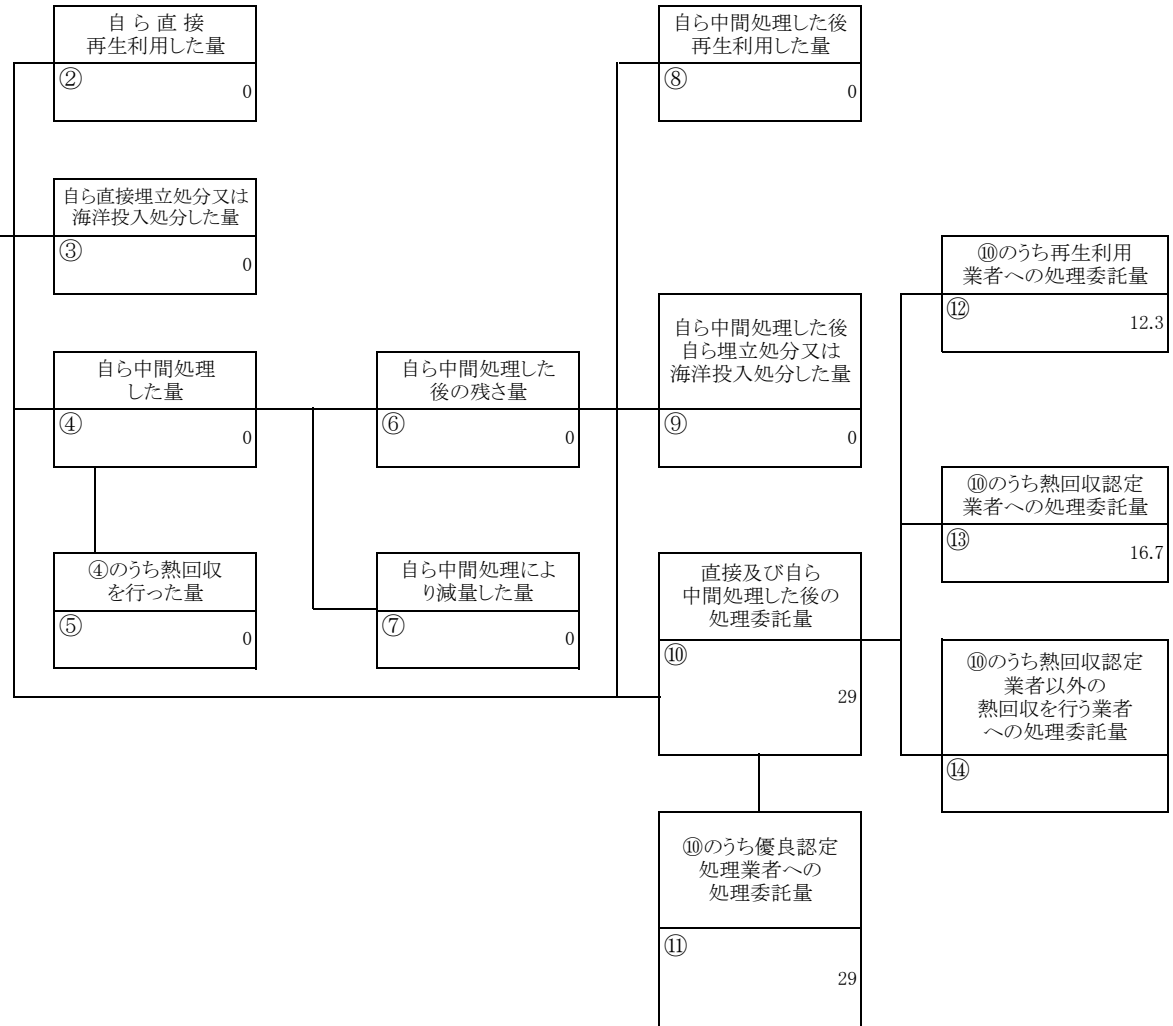 自ら直接
再生利用した量
②
0
自ら直接埋立処分又は
海洋投入処分した量
③
0
自ら中間処理
した量
④
0
④のうち熱回収
を行った量
⑤
0
自ら中間処理した
後の残さ量
⑥
0
自ら中間処理によ
り減量した量
⑦
0
自ら中間処理した後
再生利用した量
⑧
0
自ら中間処理した後
自ら埋立処分又は
海洋投入処分した量
⑨
0
直接及び自ら
中間処理した後の
処理委託量
⑩
29
⑩のうち優良認定
処理業者への
処理委託量
⑪
29
⑩のうち再生利用
業者への処理委託量
⑫
12.3
⑩のうち熱回収認定
業者への処理委託量
⑬
16.7
⑩のうち熱回収認定
業者以外の
熱回収を行う業者
への処理委託量
⑭